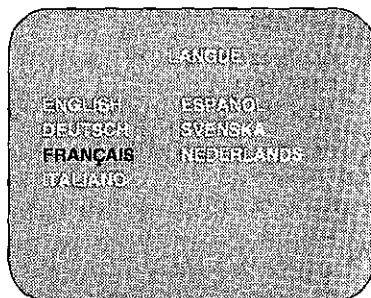 LANGUE
ENGLISH ESPAÑOL
DEUTSCH SVENSKA
FRANÇAIS NEDERLANDS
ITALIANO